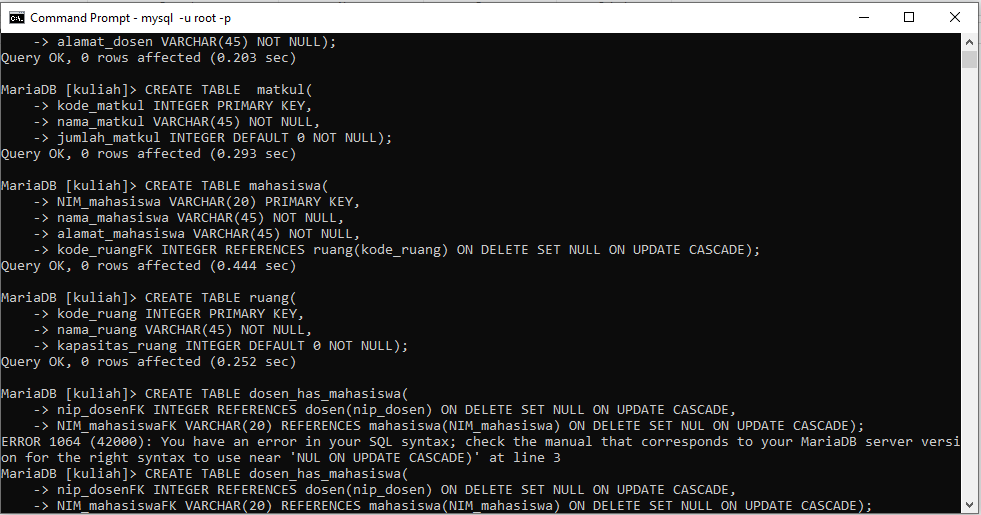 Command Prompt - mysql  -u root -p
    -> alamat_dosen VARCHAR(45) NOT NULL);
Query OK, 0 rows affected (0.203 sec)

MariaDB [kuliah]> CREATE TABLE  matkul(
    -> kode_matkul INTEGER PRIMARY KEY,
    -> nama_matkul VARCHAR(45) NOT NULL,
    -> jumlah_matkul INTEGER DEFAULT 0 NOT NULL);
Query OK, 0 rows affected (0.293 sec)

MariaDB [kuliah]> CREATE TABLE mahasiswa(
    -> NIM_mahasiswa VARCHAR(20) PRIMARY KEY,
    -> nama_mahasiswa VARCHAR(45) NOT NULL,
    -> alamat_mahasiswa VARCHAR(45) NOT NULL,
    -> kode_ruangFK INTEGER REFERENCES ruang(kode_ruang) ON DELETE SET NULL ON UPDATE CASCADE);
Query OK, 0 rows affected (0.444 sec)

MariaDB [kuliah]> CREATE TABLE ruang(
    -> kode_ruang INTEGER PRIMARY KEY,
    -> nama_ruang VARCHAR(45) NOT NULL,
    -> kapasitas_ruang INTEGER DEFAULT 0 NOT NULL);
Query OK, 0 rows affected (0.252 sec)

MariaDB [kuliah]> CREATE TABLE dosen_has_mahasiswa(
    -> nip_dosenFK INTEGER REFERENCES dosen(nip_dosen) ON DELETE SET NULL ON UPDATE CASCADE,
    -> NIM_mahasiswaFK VARCHAR(20) REFERENCES mahasiswa(NIM_mahasiswa) ON DELETE SET NUL ON UPDATE CASCADE);
ERROR 1064 (42000): You have an error in your SQL syntax; check the manual that corresponds to your MariaDB server versi
on for the right syntax to use near 'NUL ON UPDATE CASCADE)' at line 3
MariaDB [kuliah]> CREATE TABLE dosen_has_mahasiswa(
    -> nip_dosenFK INTEGER REFERENCES dosen(nip_dosen) ON DELETE SET NULL ON UPDATE CASCADE,
    -> NIM_mahasiswaFK VARCHAR(20) REFERENCES mahasiswa(NIM_mahasiswa) ON DELETE SET NULL ON UPDATE CASCADE);